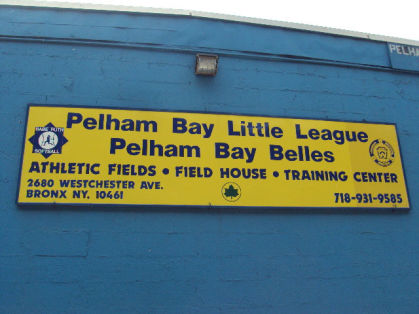 PELHA
Pelham Bay Little League
Pelham Bay Belles
BABE RUTH
SOFTBALL
ATHLETIC FIELDS • FIELD HOUSE • TRAINING CENTER
2680 WESTCHESTER AVE.
BRONX NY, 10461
718-931-9585